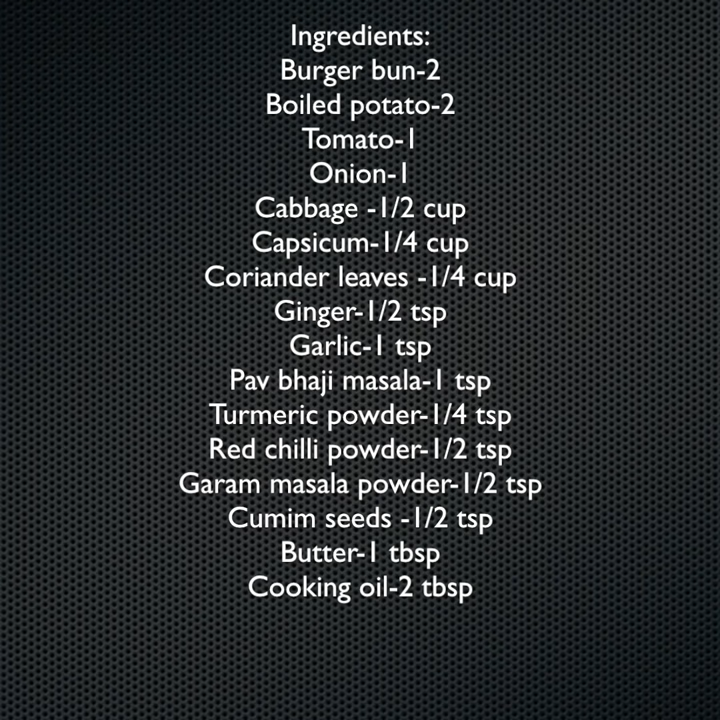 Ingredients:
Burger bun-2
Boiled potato-2
Tomato-1
Onion-1
Cabbage -1/2 cup
Capsicum-1/4 cup
Coriander leaves -1/4 cup
Ginger-1/2 tsp
Garlic-1 tsp
Pav bhaji masala-1 tsp
Turmeric powder-1/4 tsp
Red chilli powder-1/2 tsp
Garam masala powder-1/2 tsp
Cumim seeds -1/2 tsp
Butter-1 tbsp
Cooking oil-2 tbsp